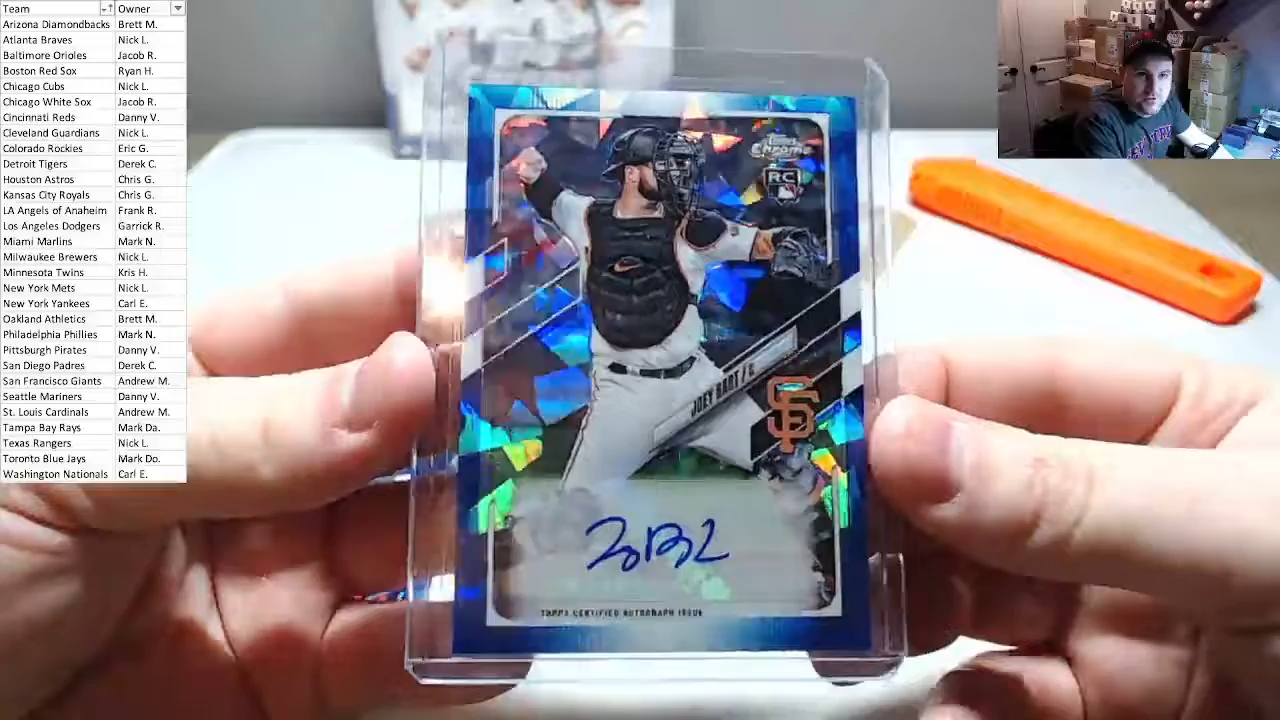 Team Owner
Arizona Diamondbacks Brett M.
Atlanta Braves Nick L.
Baltimore Orioles Jacob R.
Boston Red Sox Ryan H.
Chicago Cubs Nick L.
Chicago White Sox Jacob R.
Cincinnati Reds Danny V.
Cleveland Guardians Nick L.
Colorado Rockies Eric G.
Detroit Tigers Derek C.
Houston Astros Chris G.
Kansas City Royals Chris G.
LA Angels of Anaheim Frank R.
Los Angeles Dodgers Garrick R.
Miami Marlins Mark N.
Milwaukee Brewers Nick L.
Minnesota Twins Kris H.
New York Mets Nick L.
New York Yankees Carl E.
Oakland Athletics Brett M.
Philadelphia Phillies Mark N.
Pittsburgh Pirates Danny V.
San Diego Padres Derek C.
San Francisco Giants Andrew M.
Seattle Mariners Danny V.
St. Louis Cardinals Andrew M.
Tampa Bay Rays Mark Da.
Texas Rangers Nick L.
Toronto Blue Jays Mark Do.
Washington Nationals Carl E.
Topps
Chrome
RC
JOEY BART / C
SF
TOPPS CERTIFIED AUTOGRAPH ISSUE